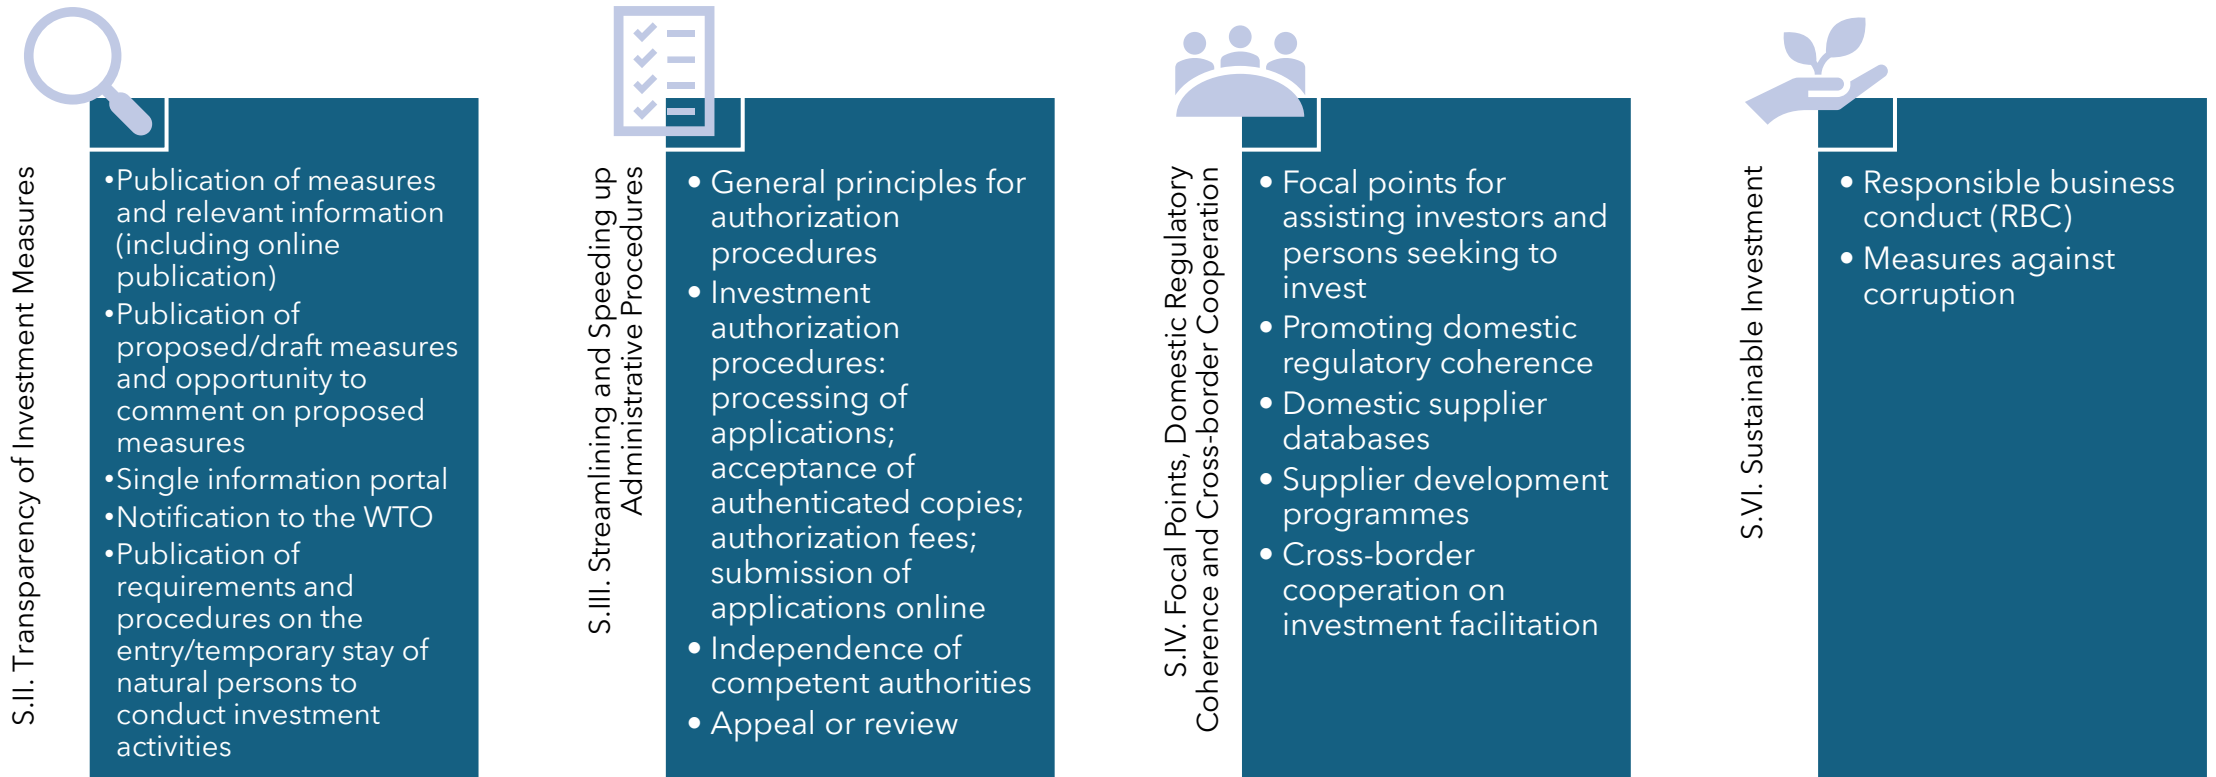 S.II. Transparency of Investment Measures
•Publication of measures
and relevant information
(including online
publication)
•Publication of
proposed/draft measures
and opportunity to
comment on proposed
measures
•Single information portal
•Notification to the WTO
•Publication of
requirements and
procedures on the
entry/temporary stay of
natural persons to
conduct investment
activities
S.III. Streamlining and Speeding up
Administrative Procedures
• General principles for
authorization
procedures
• Investment
authorization
procedures:
processing of
applications;
acceptance of
authenticated copies;
authorization fees;
submission of
applications online
• Independence of
competent authorities
• Appeal or review
S.IV. Focal Points, Domestic Regulatory
Coherence and Cross-border Cooperation
• Focal points for
assisting investors and
persons seeking to
invest
• Promoting domestic
regulatory coherence
• Domestic supplier
databases
• Supplier development
programmes
• Cross-border
cooperation on
investment facilitation
S.VI. Sustainable Investment
• Responsible business
conduct (RBC)
• Measures against
corruption